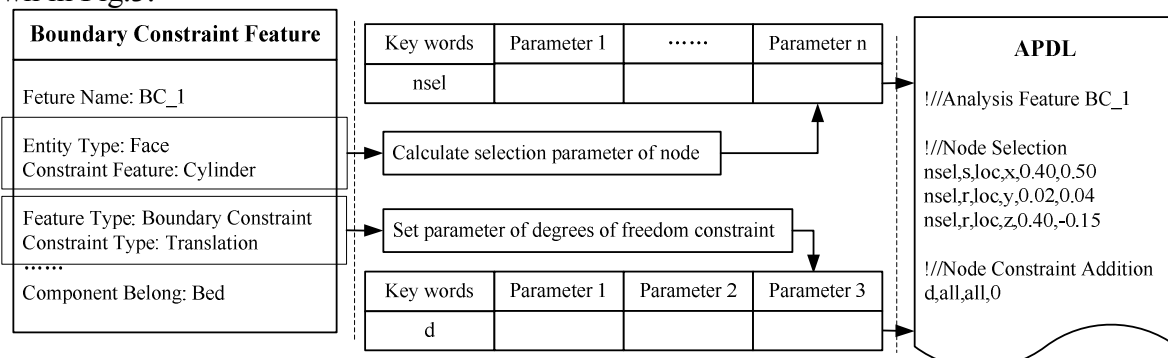 Boundary Constraint Feature
Feture Name: BC_1
Entity Type: Face
Constraint Feature: Cylinder
Feature Type: Boundary Constraint
Constraint Type: Translation
......
Component Belong: Bed
Key words Parameter 1 ...... Parameter n
nsel
Calculate selection parameter of node
Set parameter of degrees of freedom constraint
Key words Parameter 1 Parameter 2 Parameter 3
d
APDL
!//Analysis Feature BC_1
!//Node Selection
nsel,s,loc,x,0.40,0.50
nsel,r,loc,y,0.02,0.04
nsel,r,loc,z,0.40,-0.15
!//Node Constraint Addition
d,all,all,0